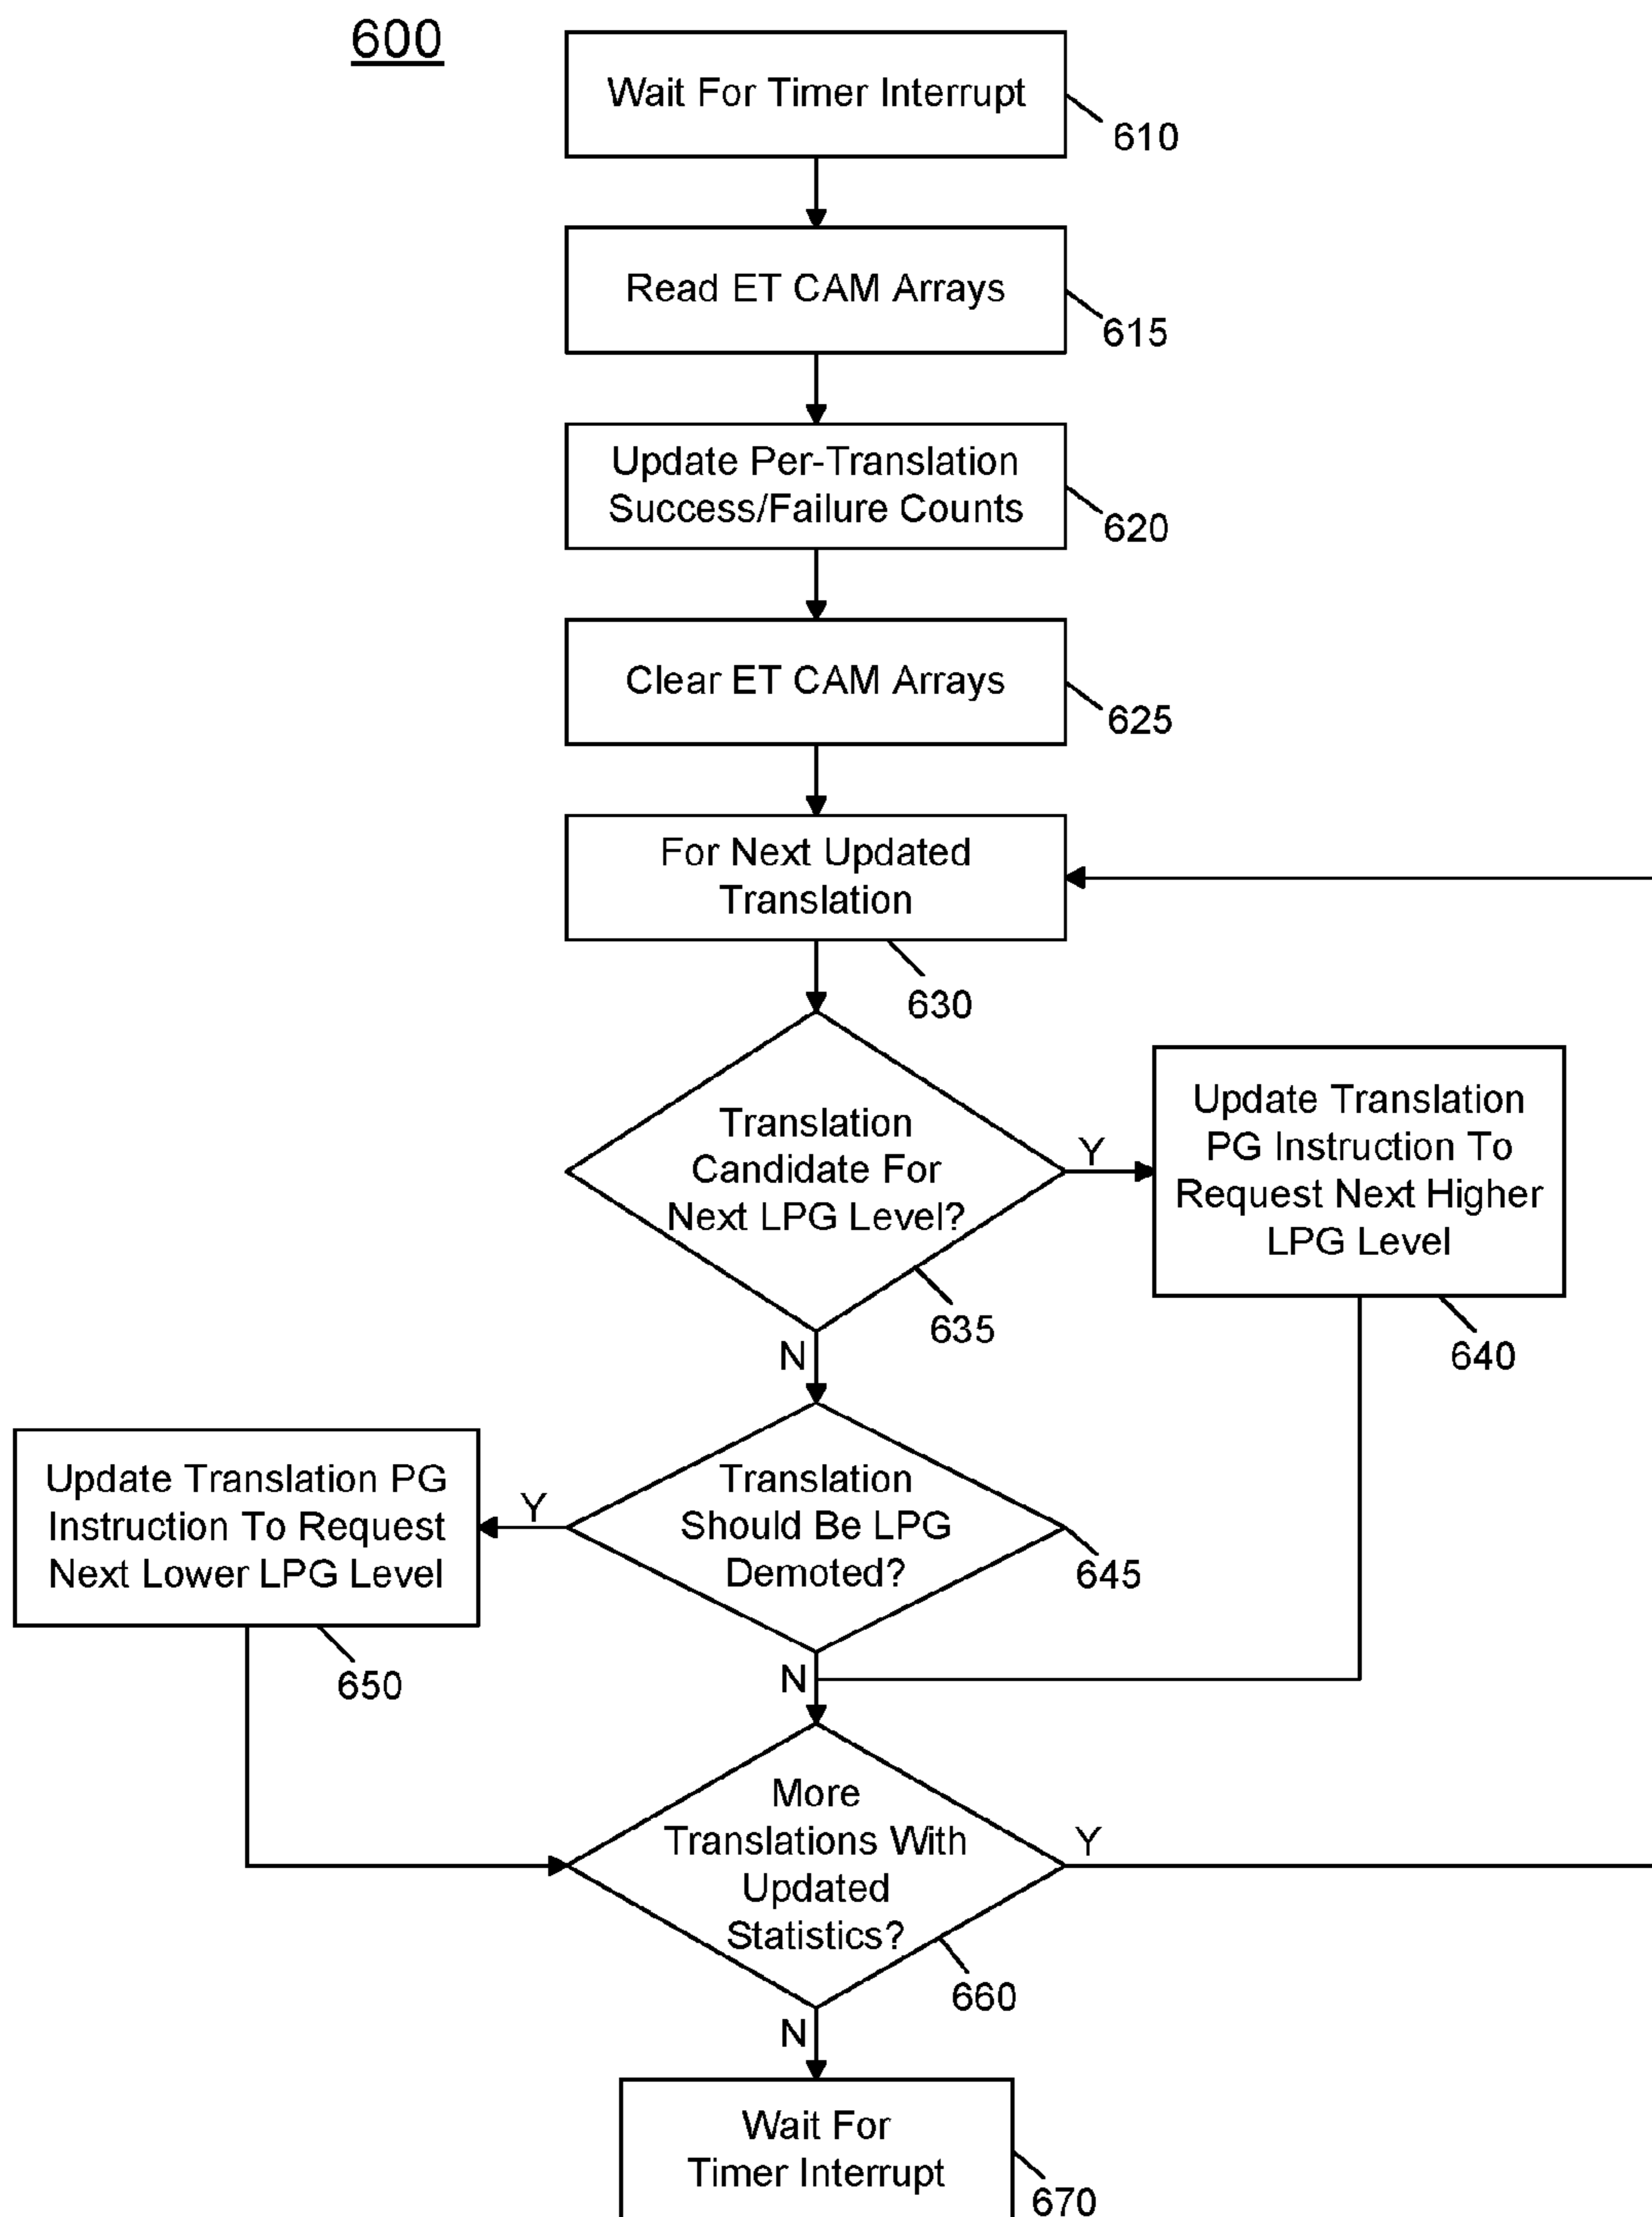 600
Wait For Timer Interrupt
610
Read ET CAM Arrays
615
Update Per-Translation
Success/Failure Counts
620
Clear ET CAM Arrays
625
For Next Updated
Translation
630
Translation
Candidate For
Next LPG Level?
635
Y
Update Translation
PG Instruction To
Request Next Higher
LPG Level
640
N
Translation
Should Be LPG
Demoted?
645
Y
Update Translation PG
Instruction To Request
Next Lower LPG Level
650
N
More
Translations With
Updated
Statistics?
660
Y
N
Wait For
Timer Interrupt
670